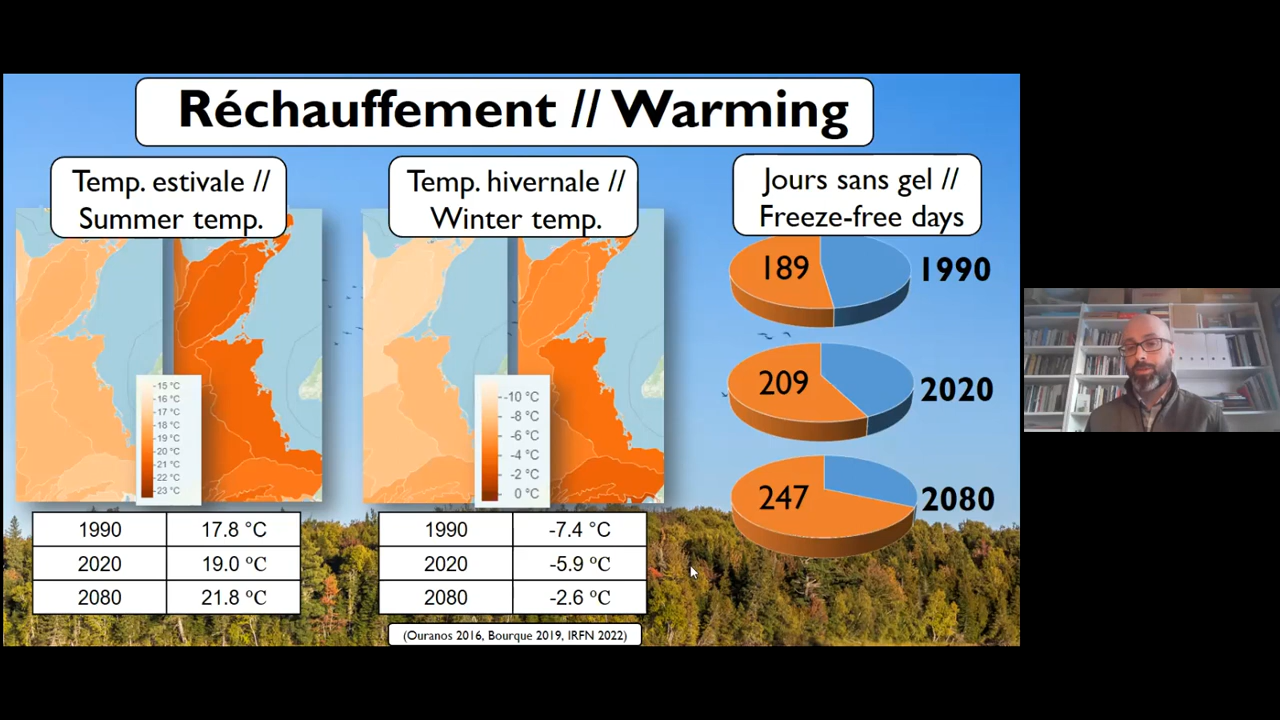 Réchauffement // Warming
Temp. estivale //
Summer temp.
Temp. hivernale //
Winter temp.
Jours sans gel //
Freeze-free days
-15 °C
-16 °C
-17 °C
-18 °C
-19 °C
-20 °C
-21 °C
-22 °C
-23 °C
-10 °C
-8 °C
-6 °C
-4 °C
-2 °C
0 °C
189 1990
209 2020
247 2080
1990 17.8 °C
2020 19.0 °C
2080 21.8 °C
1990 -7.4 °C
2020 -5.9 °C
2080 -2.6 °C
(Ouranos 2016, Bourque 2019, IRFN 2022)